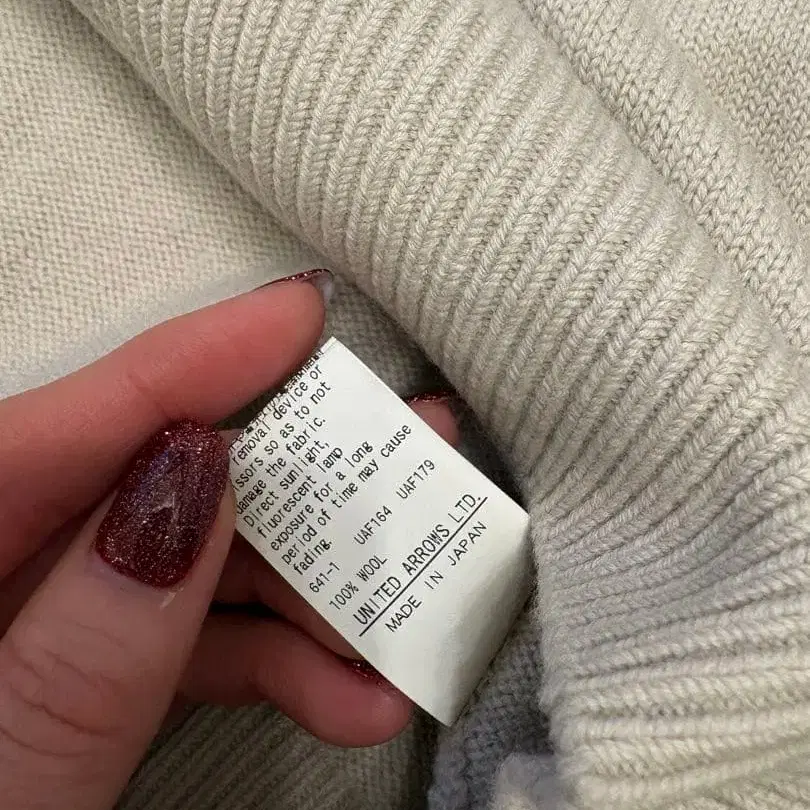 removal device or
ssors so as to not
damage the fabric.
Direct sunlight,
fluorescent lamp
exposure for a long
period of time may cause
fading.
641-1 UAF164 UAF179
100% WOOL
UNITED ARROWS LTD.
MADE IN JAPAN